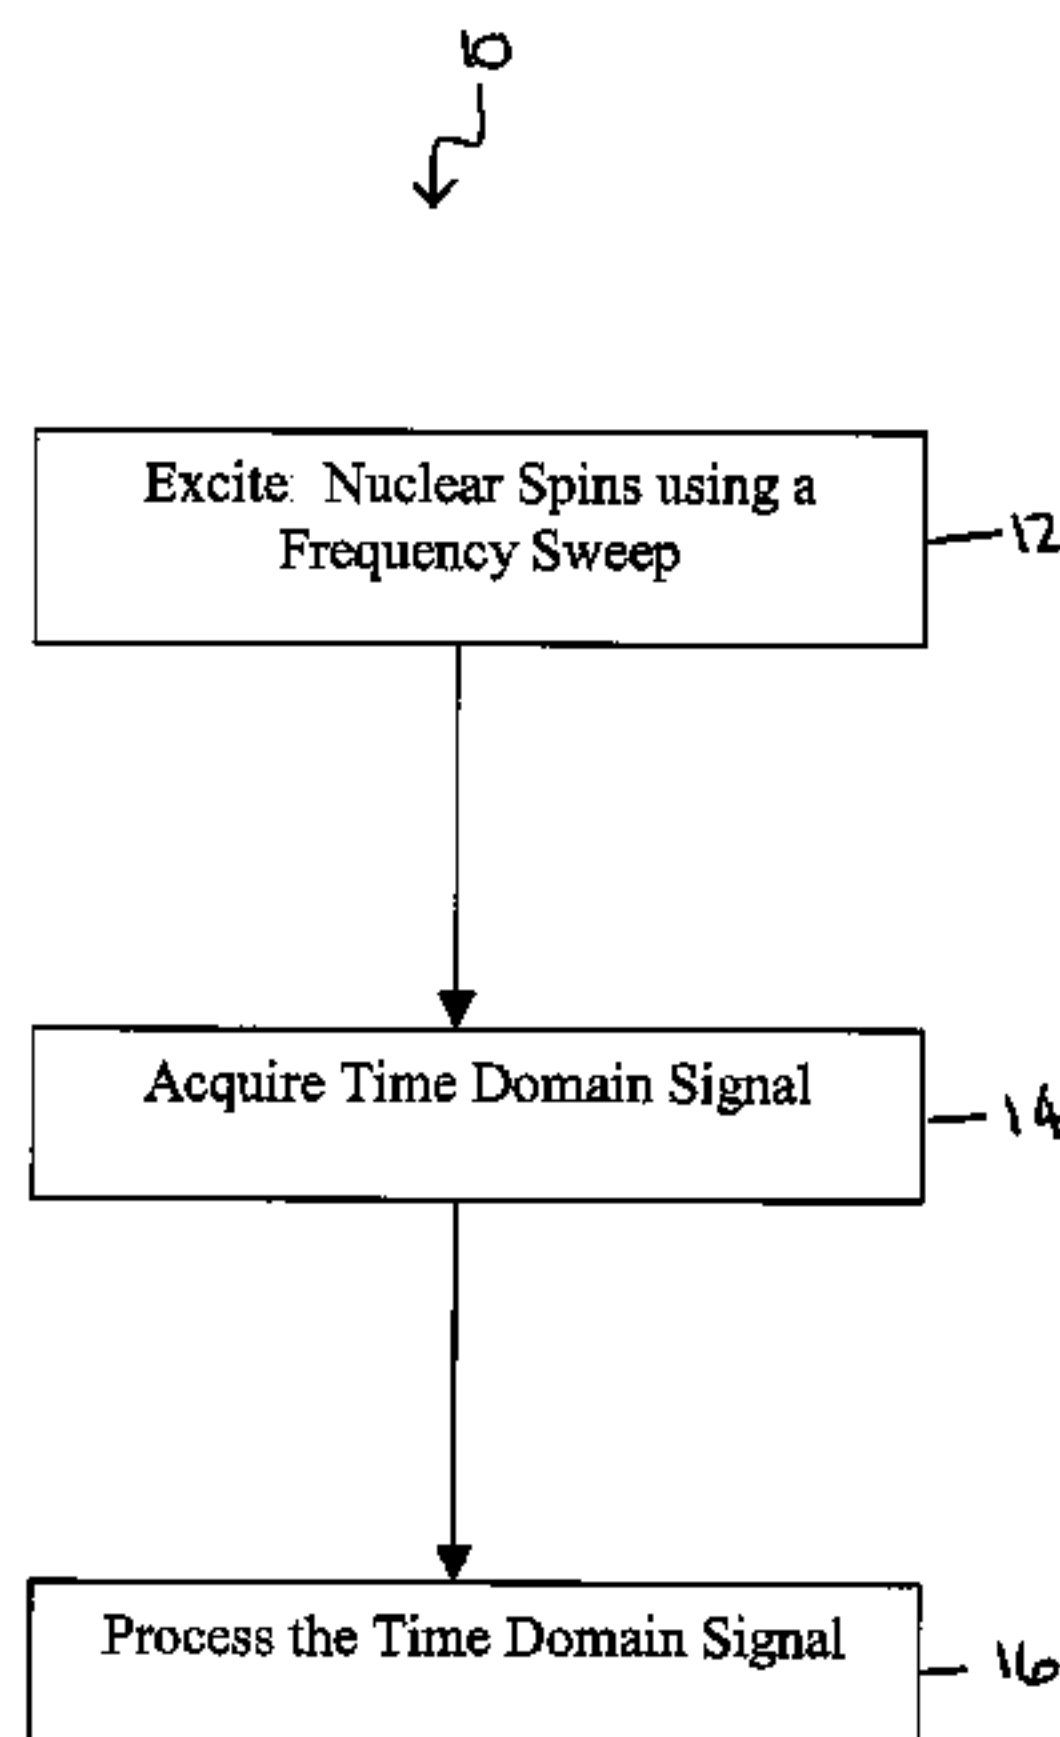 10
Excite Nuclear Spins using a
Frequency Sweep
12
Acquire Time Domain Signal
14
Process the Time Domain Signal
16